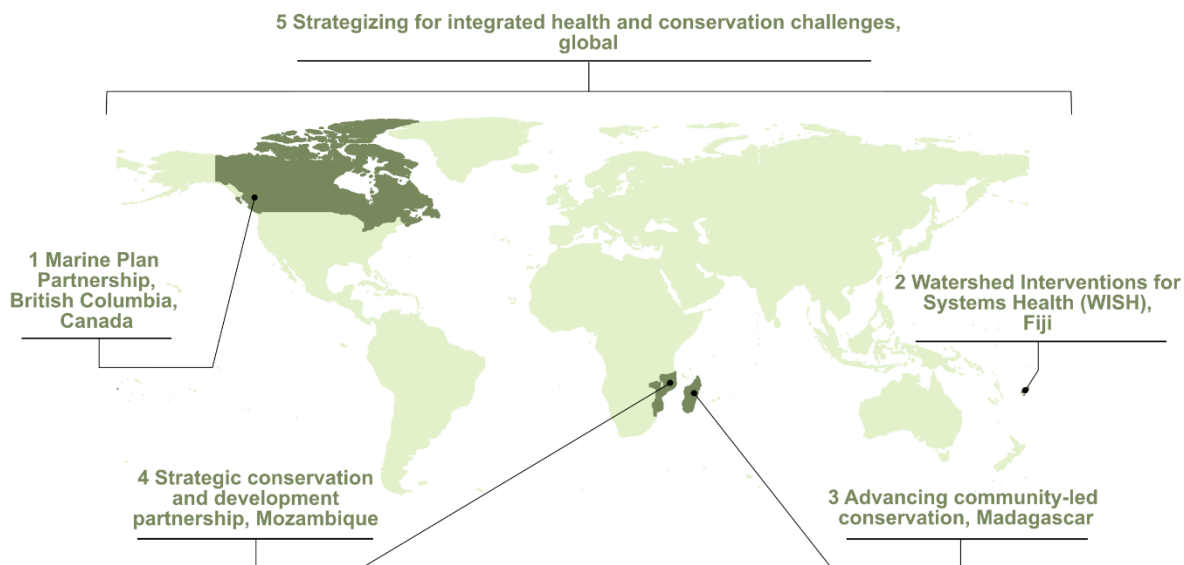 5 Strategizing for integrated health and conservation challenges,
global
1 Marine Plan
Partnership,
British Columbia,
Canada
2 Watershed Interventions for
Systems Health (WISH),
Fiji
4 Strategic conservation
and development
partnership, Mozambique
3 Advancing community-led
conservation, Madagascar